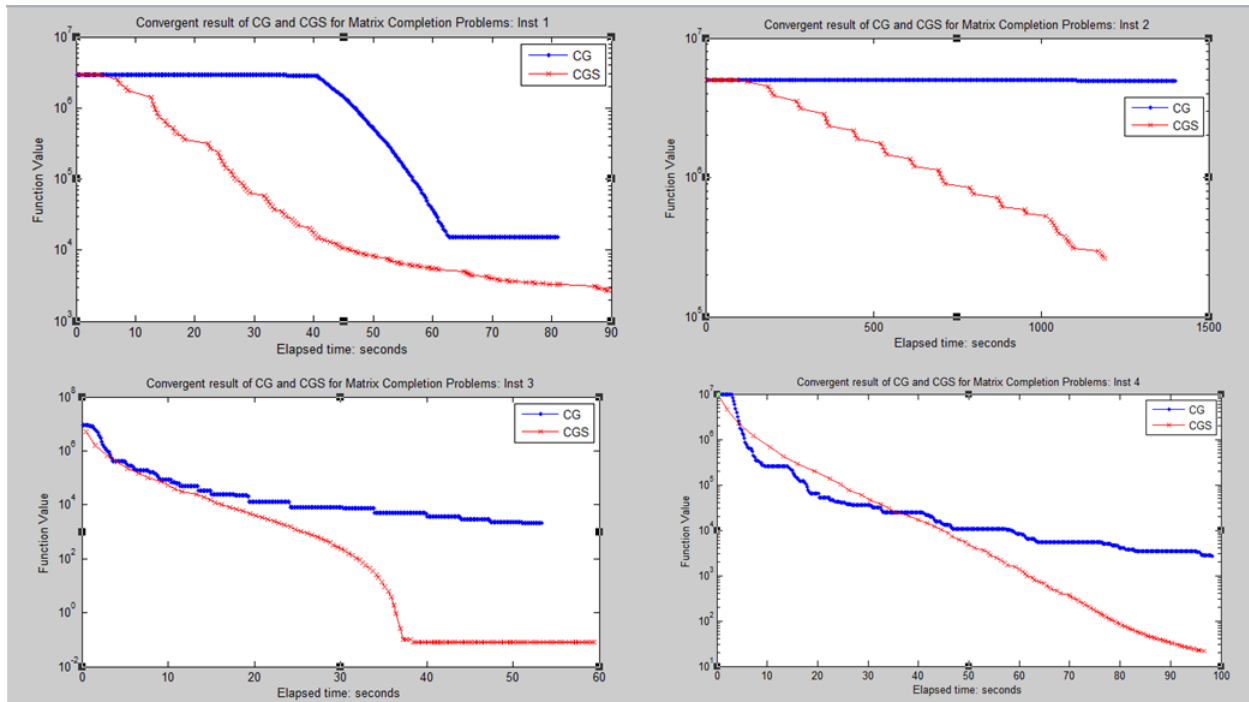 Convergent result of CG and CGS for Matrix Completion Problems: Inst 1
10^7
10^6
10^5
10^4
10^3
Function Value
CG
CGS
0 10 20 30 40 50 60 70 80 90
Elapsed time: seconds
Convergent result of CG and CGS for Matrix Completion Problems: Inst 2
10^7
10^6
10^5
Function Value
CG
CGS
0 500 1000 1500
Elapsed time: seconds
Convergent result of CG and CGS for Matrix Completion Problems: Inst 3
10^8
10^6
10^4
10^2
10^0
10^-2
Function Value
CG
CGS
0 10 20 30 40 50 60
Elapsed time: seconds
Convergent result of CG and CGS for Matrix Completion Problems: Inst 4
10^7
10^6
10^5
10^4
10^3
10^2
10^1
Function Value
CG
CGS
0 10 20 30 40 50 60 70 80 90 100
Elapsed time: seconds